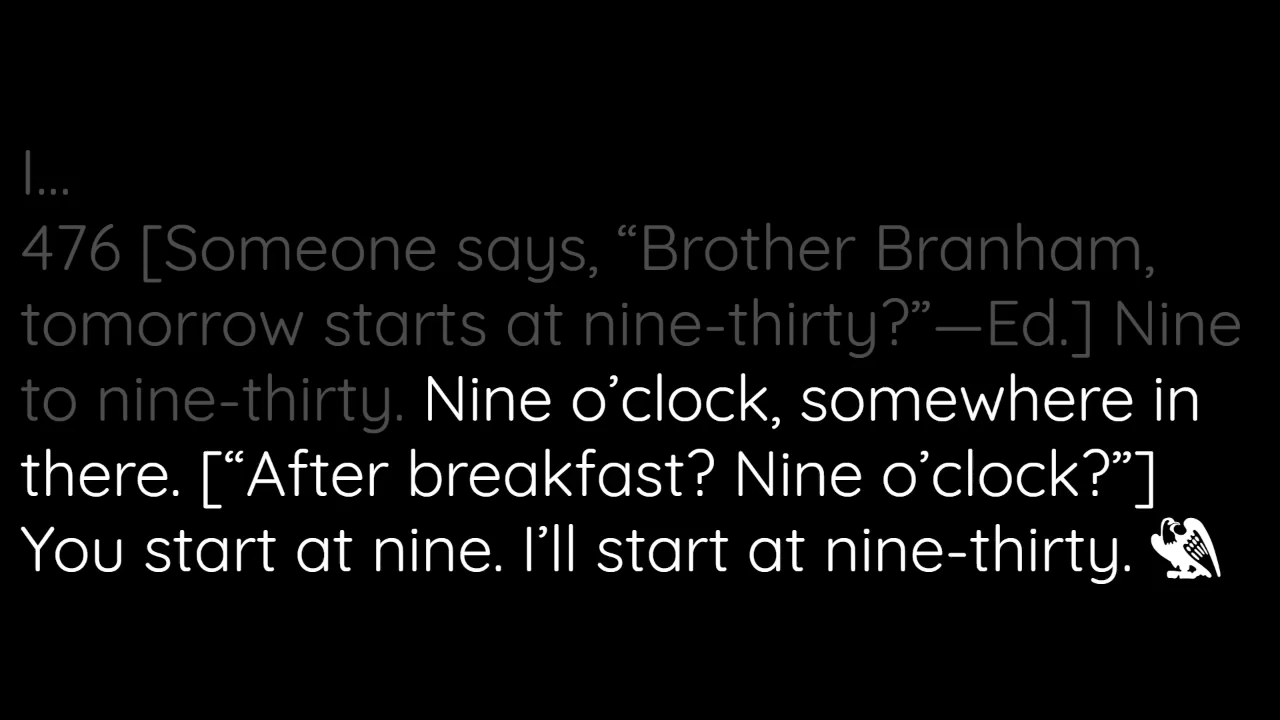 I...
476 [Someone says, “Brother Branham,
tomorrow starts at nine-thirty?”—Ed.] Nine
to nine-thirty. Nine o’clock, somewhere in
there. [“After breakfast? Nine o’clock?”]
You start at nine. I’ll start at nine-thirty.